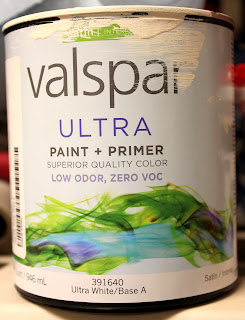 valspar
ULTRA
PAINT + PRIMER
SUPERIOR QUALITY COLOR
LOW ODOR, ZERO VOC
946 mL
391640
Ultra White/Base A
Satin /